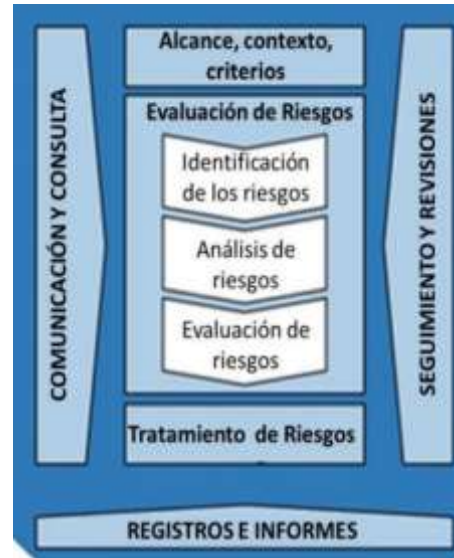 Alcance, contexto,
criterios
COMUNICACIÓN Y CONSULTA
Evaluación de Riesgos
Identificación
de los riesgos
Análisis de
riesgos
Evaluación de
riesgos
SEGUIMIENTO Y REVISIONES
Tratamiento de Riesgos
REGISTROS E INFORMES